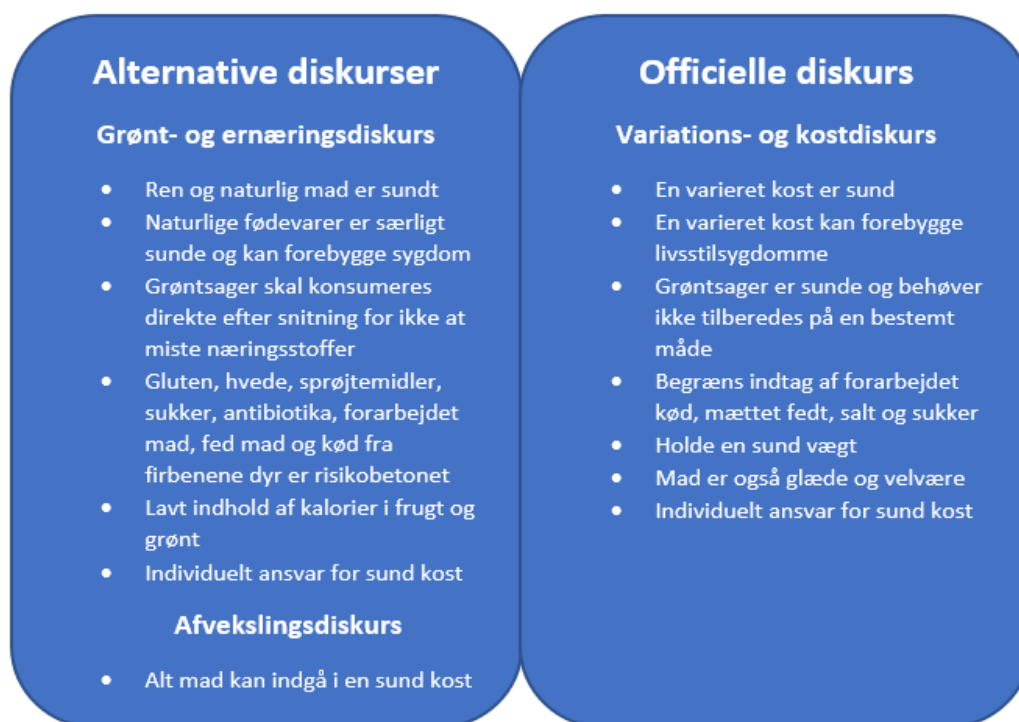 Alternative diskurser
Grønt- og ernæringsdiskurs
• Ren og naturlig mad er sundt
• Naturlige fødevarer er særligt
sunde og kan forebygge sygdom
• Grøntsager skal konsumeres
direkte efter snitning for ikke at
miste næringsstoffer
• Gluten, hvede, sprøjtemidler,
sukker, antibiotika, forarbejdet
mad, fed mad og kød fra
firbenene dyr er risikobetonet
• Lavt indhold af kalorier i frugt og
grønt
• Individuelt ansvar for sund kost
Afvekslingsdiskurs
• Alt mad kan indgå i en sund kost
Officielle diskurs
Variations- og kostdiskurs
• En varieret kost er sund
• En varieret kost kan forebygge
livsstilsygdomme
• Grøntsager er sunde og behøver
ikke tilberedes på en bestemt
måde
• Begræns indtag af forarbejdet
kød, mættet fedt, salt og sukker
• Holde en sund vægt
• Mad er også glæde og velvære
• Individuelt ansvar for sund kost